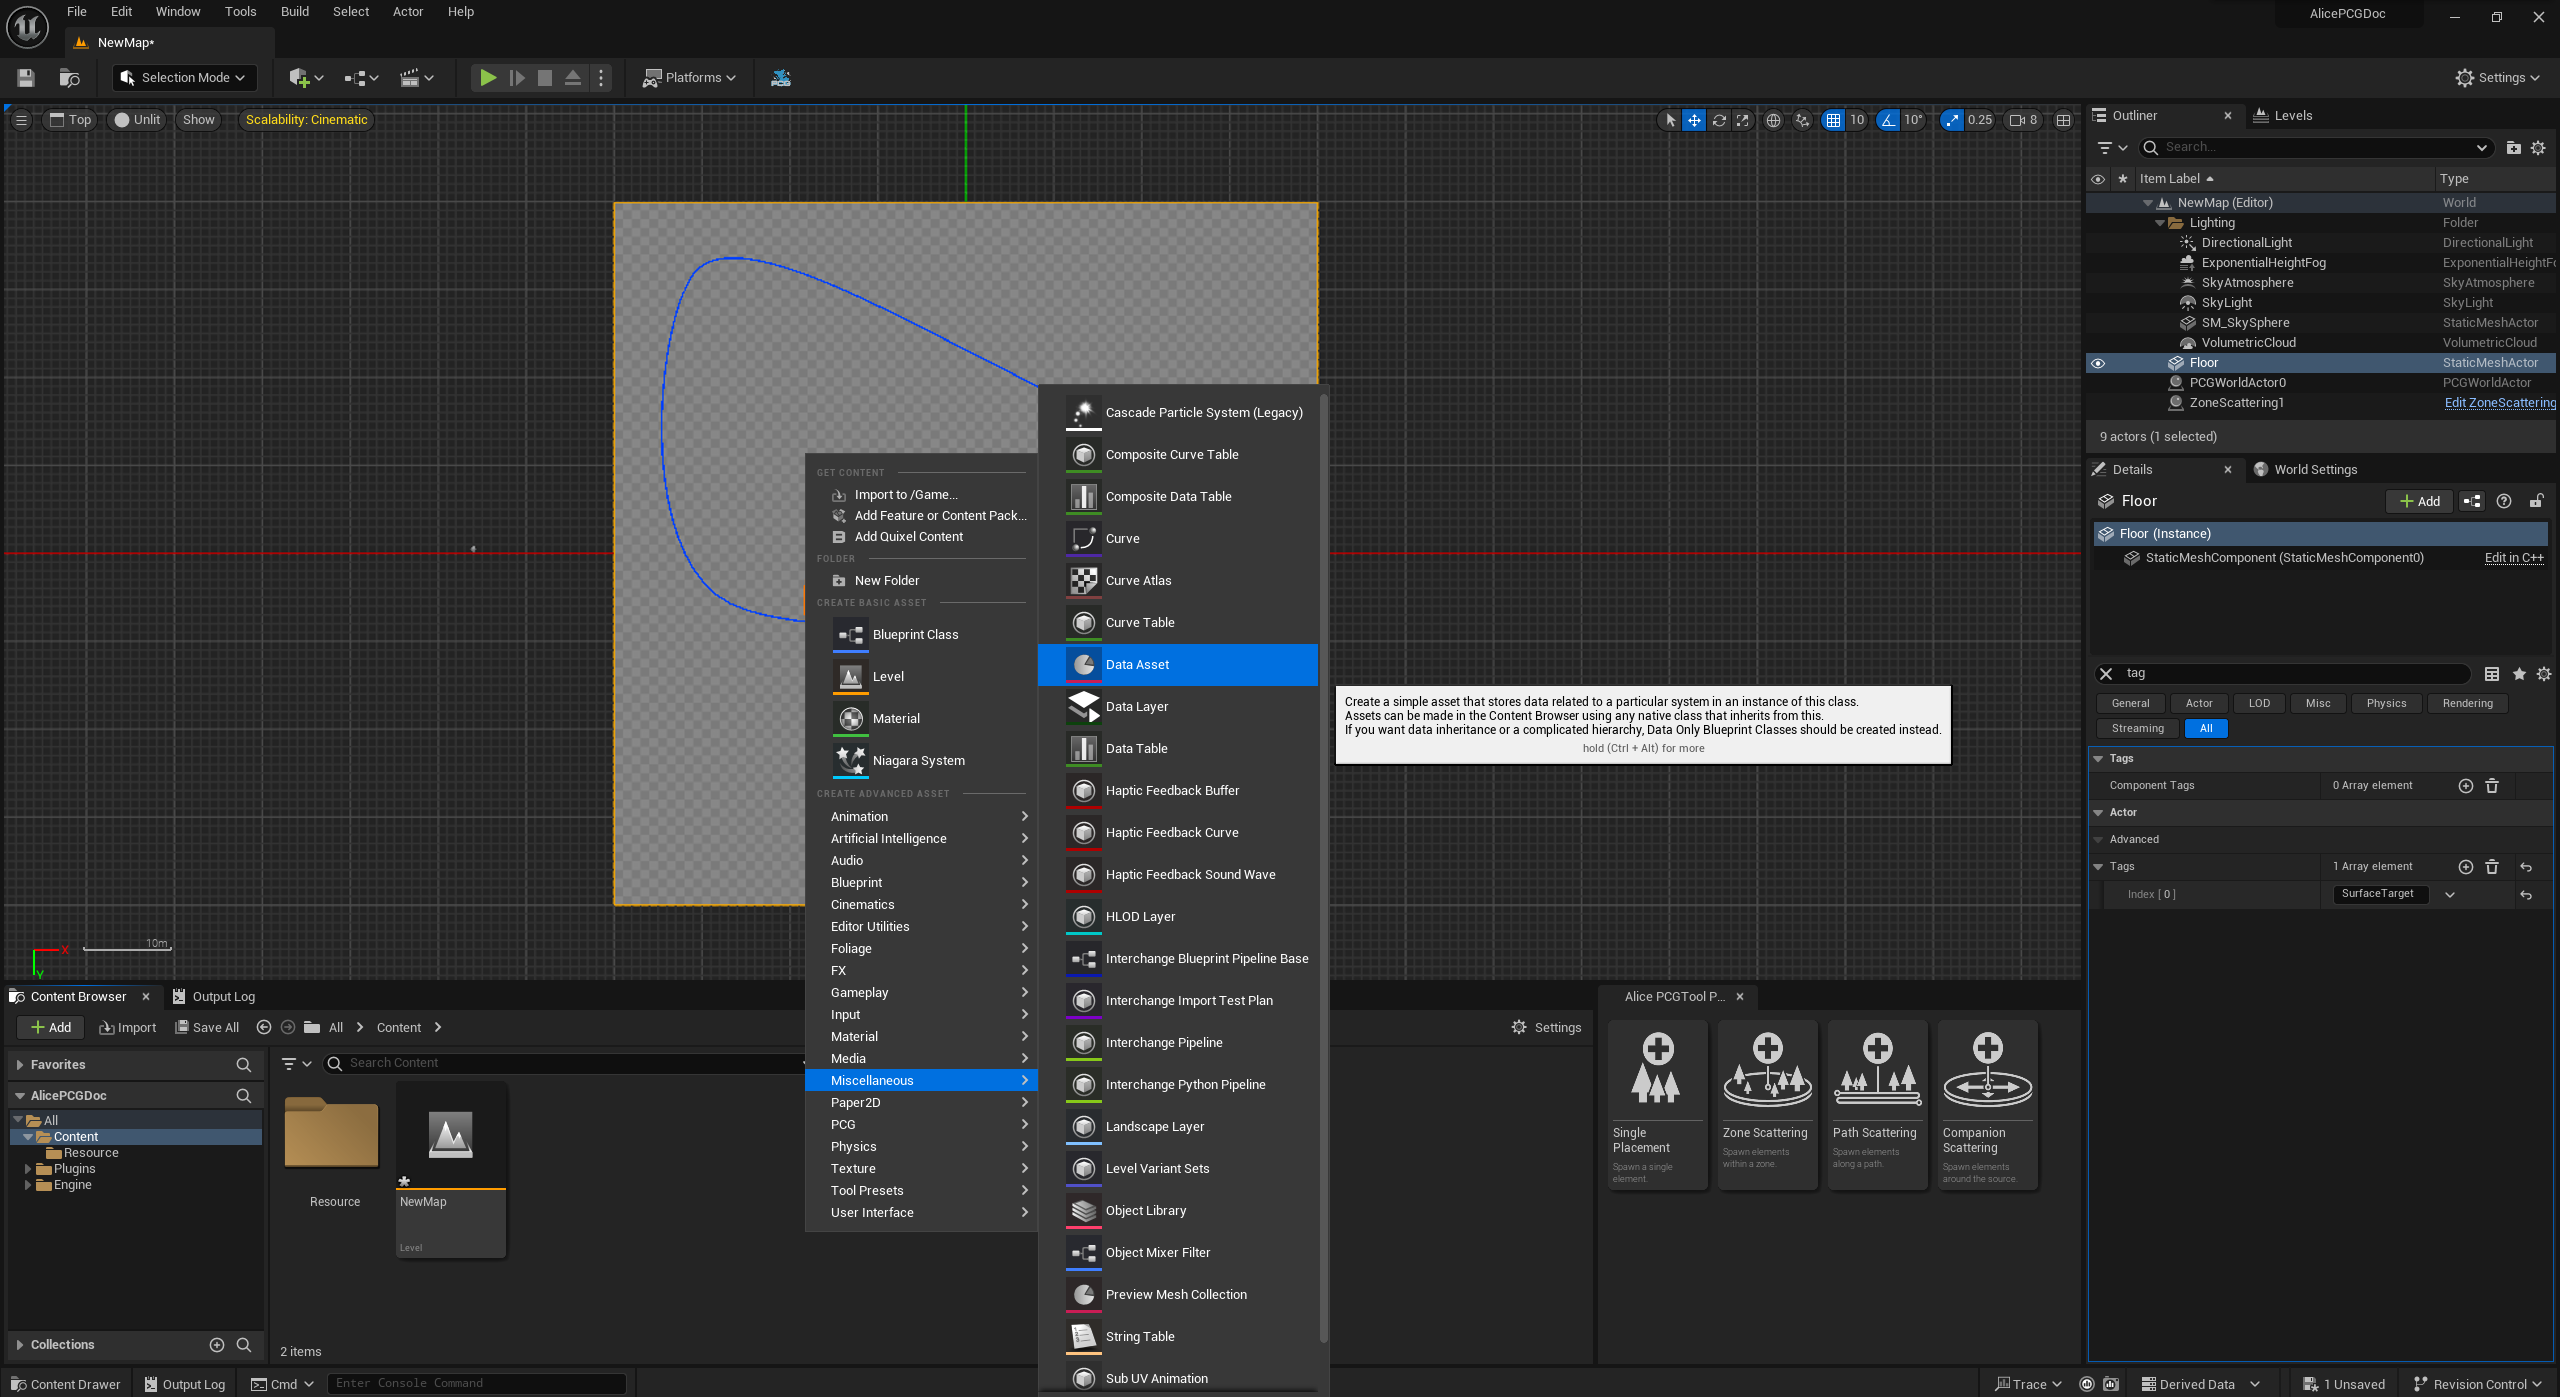 File Edit Window Tools Build Select Actor Help
AlicePCGDoc
NewMap*
Selection Mode
Platforms
Settings
Top
Unlit
Show
Scalability: Cinematic
10
10°
0.25
8
10m
X
Y
GET CONTENT
Import to /Game...
Add Feature or Content Pack...
Add Quixel Content
FOLDER
New Folder
CREATE BASIC ASSET
Blueprint Class
Level
Material
Niagara System
CREATE ADVANCED ASSET
Animation
Artificial Intelligence
Audio
Blueprint
Cinematics
Editor Utilities
Foliage
FX
Gameplay
Input
Material
Media
Miscellaneous
Paper2D
PCG
Physics
Texture
Tool Presets
User Interface
Cascade Particle System (Legacy)
Composite Curve Table
Composite Data Table
Curve
Curve Atlas
Curve Table
Data Asset
Data Layer
Data Table
Haptic Feedback Buffer
Haptic Feedback Curve
Haptic Feedback Sound Wave
HLOD Layer
Interchange Blueprint Pipeline Base
Interchange Import Test Plan
Interchange Pipeline
Interchange Python Pipeline
Landscape Layer
Level Variant Sets
Object Library
Object Mixer Filter
Preview Mesh Collection
String Table
Sub UV Animation
Create a simple asset that stores data related to a particular system in an instance of this class.
Assets can be made in the Content Browser using any native class that inherits from this.
If you want data inheritance or a complicated hierarchy, Data Only Blueprint Classes should be created instead.
hold (Ctrl + Alt) for more
Outliner
Levels
Search...
Item Label
Type
NewMap (Editor) World
Lighting Folder
DirectionalLight DirectionalLight
ExponentialHeightFog ExponentialHeightFo
SkyAtmosphere SkyAtmosphere
SkyLight SkyLight
SM_SkySphere StaticMeshActor
VolumetricCloud VolumetricCloud
Floor StaticMeshActor
PCGWorldActor0 PCGWorldActor
ZoneScattering1 Edit ZoneScattering
9 actors (1 selected)
Details
World Settings
Floor
Add
Floor (Instance)
StaticMeshComponent (StaticMeshComponent0) Edit in C++
tag
General Actor LOD Misc Physics Rendering
Streaming All
Tags
Component Tags 0 Array element
Actor
Advanced
Tags 1 Array element
Index [ 0 ] SurfaceTarget
Content Browser
Output Log
Add Import Save All All Content
Settings
Favorites
AlicePCGDoc
All
Content
Resource
Plugins
Engine
Collections
Search Content
Resource
NewMap
Level
2 items
Alice PCGTool P...
Single Placement
Spawn a single element.
Zone Scattering
Spawn elements within a zone.
Path Scattering
Spawn elements along a path.
Companion Scattering
Spawn elements around the source.
Content Drawer
Output Log
Cmd
Enter Console Command
Trace
Derived Data
1 Unsaved
Revision Control